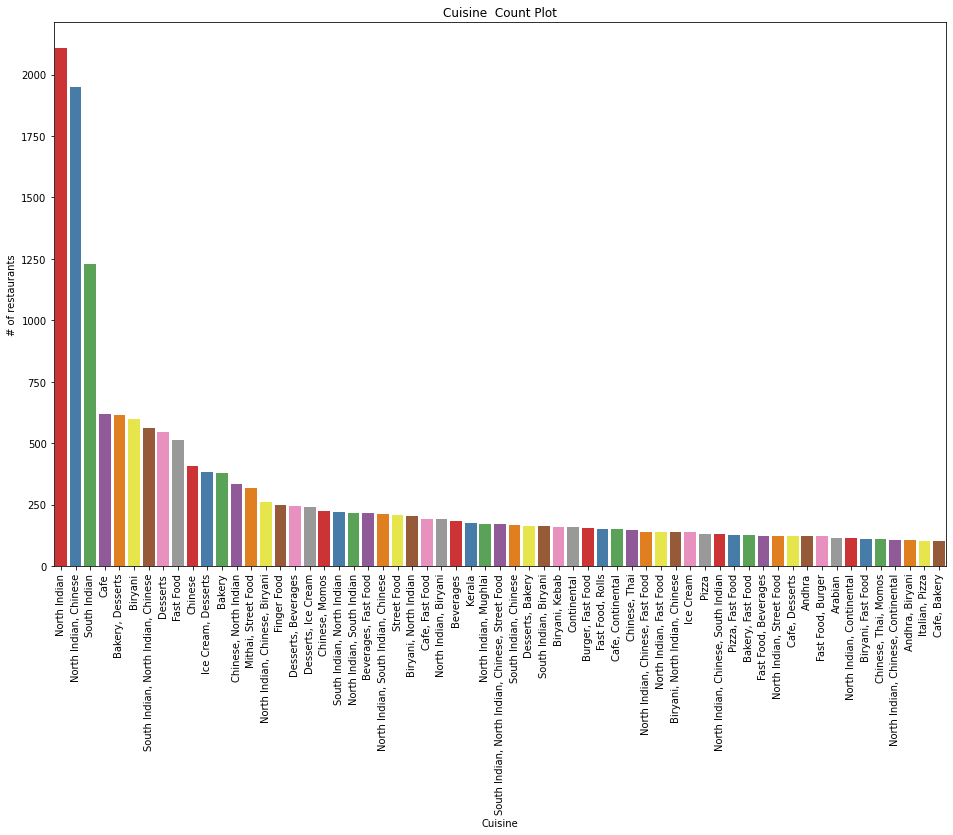 Cuisine  Count Plot
# of restaurants
2000
1750
1500
1250
1000
750
500
250
0
North Indian
North Indian, Chinese
South Indian
Cafe
Bakery, Desserts
Biryani
South Indian, North Indian, Chinese
Desserts
Fast Food
Chinese
Ice Cream, Desserts
Bakery
Chinese, North Indian
Mithai, Street Food
North Indian, Chinese, Biryani
Finger Food
Desserts, Beverages
Desserts, Ice Cream
Chinese, Momos
South Indian, North Indian
North Indian, South Indian
Beverages, Fast Food
North Indian, South Indian, Chinese
Street Food
Biryani, North Indian
Cafe, Fast Food
North Indian, Biryani
Beverages
Kerala
North Indian, Mughlai
South Indian, North Indian, Chinese, Street Food
South Indian, Chinese
Desserts, Bakery
South Indian, Biryani
Biryani, Kebab
Continental
Burger, Fast Food
Fast Food, Rolls
Cafe, Continental
Chinese, Thai
North Indian, Chinese, Fast Food
North Indian, Fast Food
Biryani, North Indian, Chinese
Ice Cream
Pizza
North Indian, Chinese, South Indian
Pizza, Fast Food
Bakery, Fast Food
Fast Food, Beverages
North Indian, Street Food
Cafe, Desserts
Andhra
Fast Food, Burger
Arabian
North Indian, Continental
Biryani, Fast Food
Chinese, Thai, Momos
North Indian, Chinese, Continental
Andhra, Biryani
Italian, Pizza
Cafe, Bakery
Cuisine